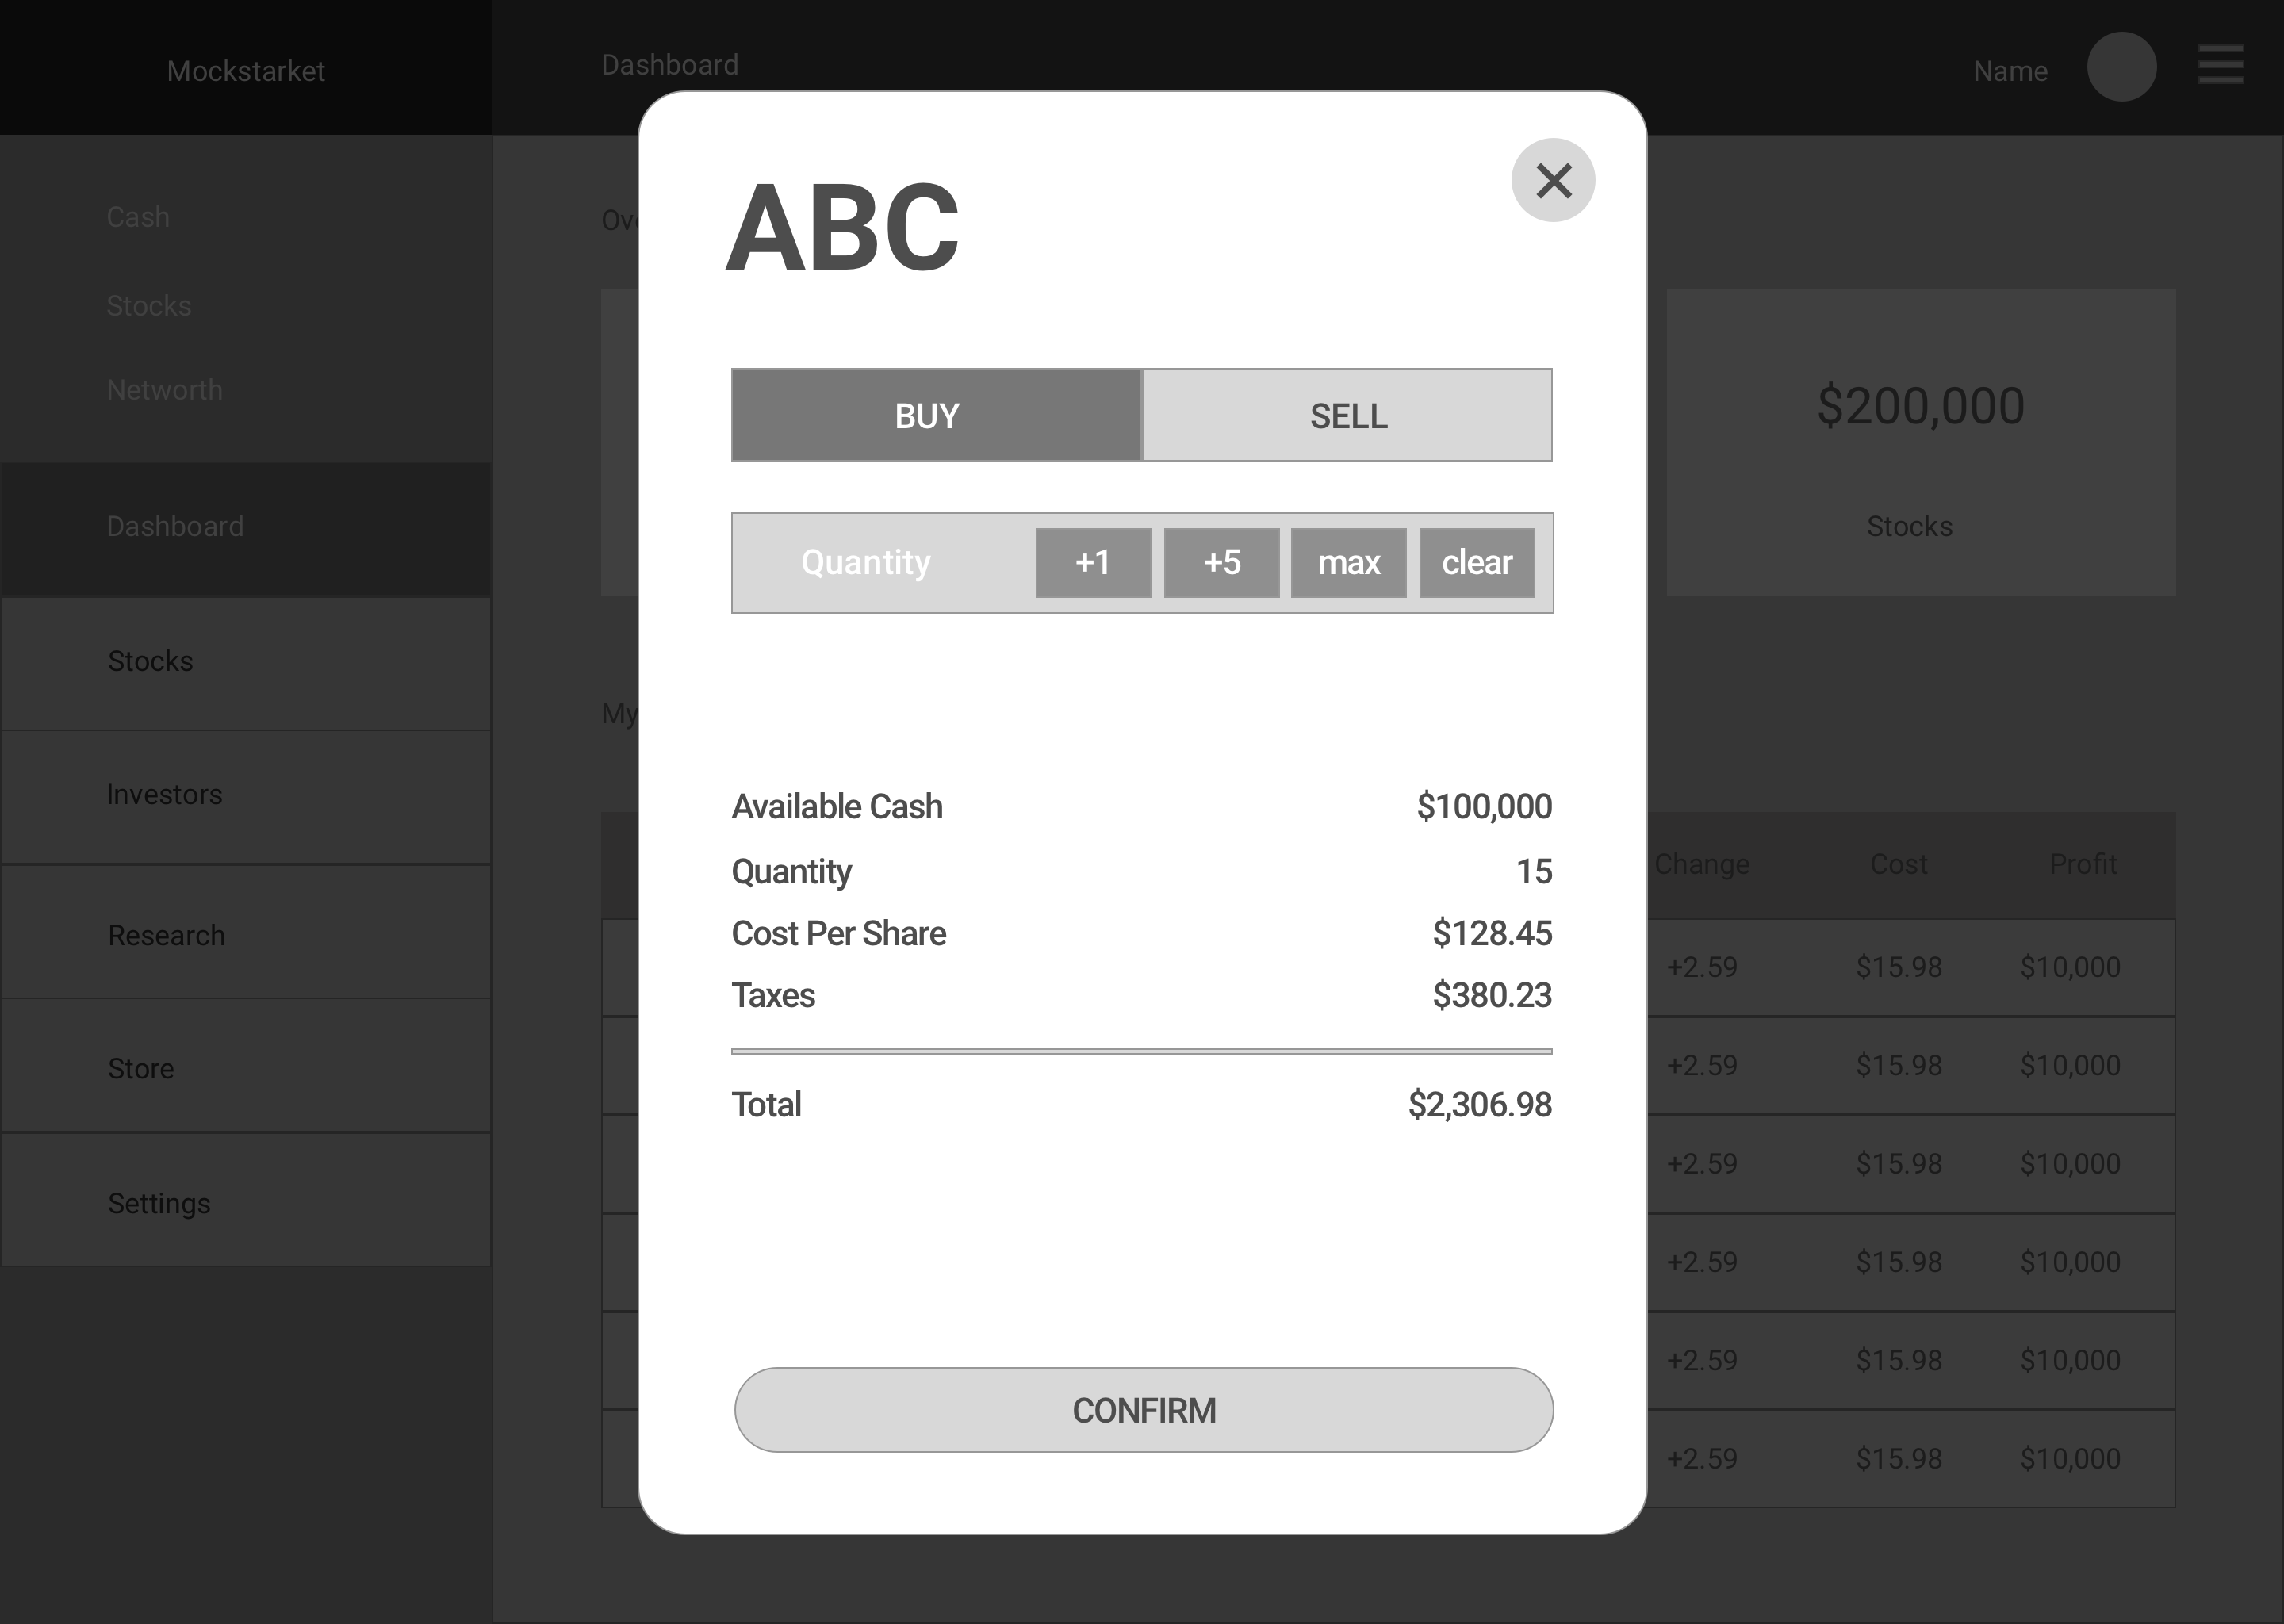 Mockstarket
Dashboard
Name
Cash
Stocks
Networth
Dashboard
Stocks
Investors
Research
Store
Settings
ABC
BUY
SELL
Quantity
+1
+5
max
clear
Available Cash $100,000
Quantity 15
Cost Per Share $128.45
Taxes $380.23
Total $2,306.98
CONFIRM
$200,000
Stocks
My
Change Cost Profit
+2.59 $15.98 $10,000
+2.59 $15.98 $10,000
+2.59 $15.98 $10,000
+2.59 $15.98 $10,000
+2.59 $15.98 $10,000
+2.59 $15.98 $10,000